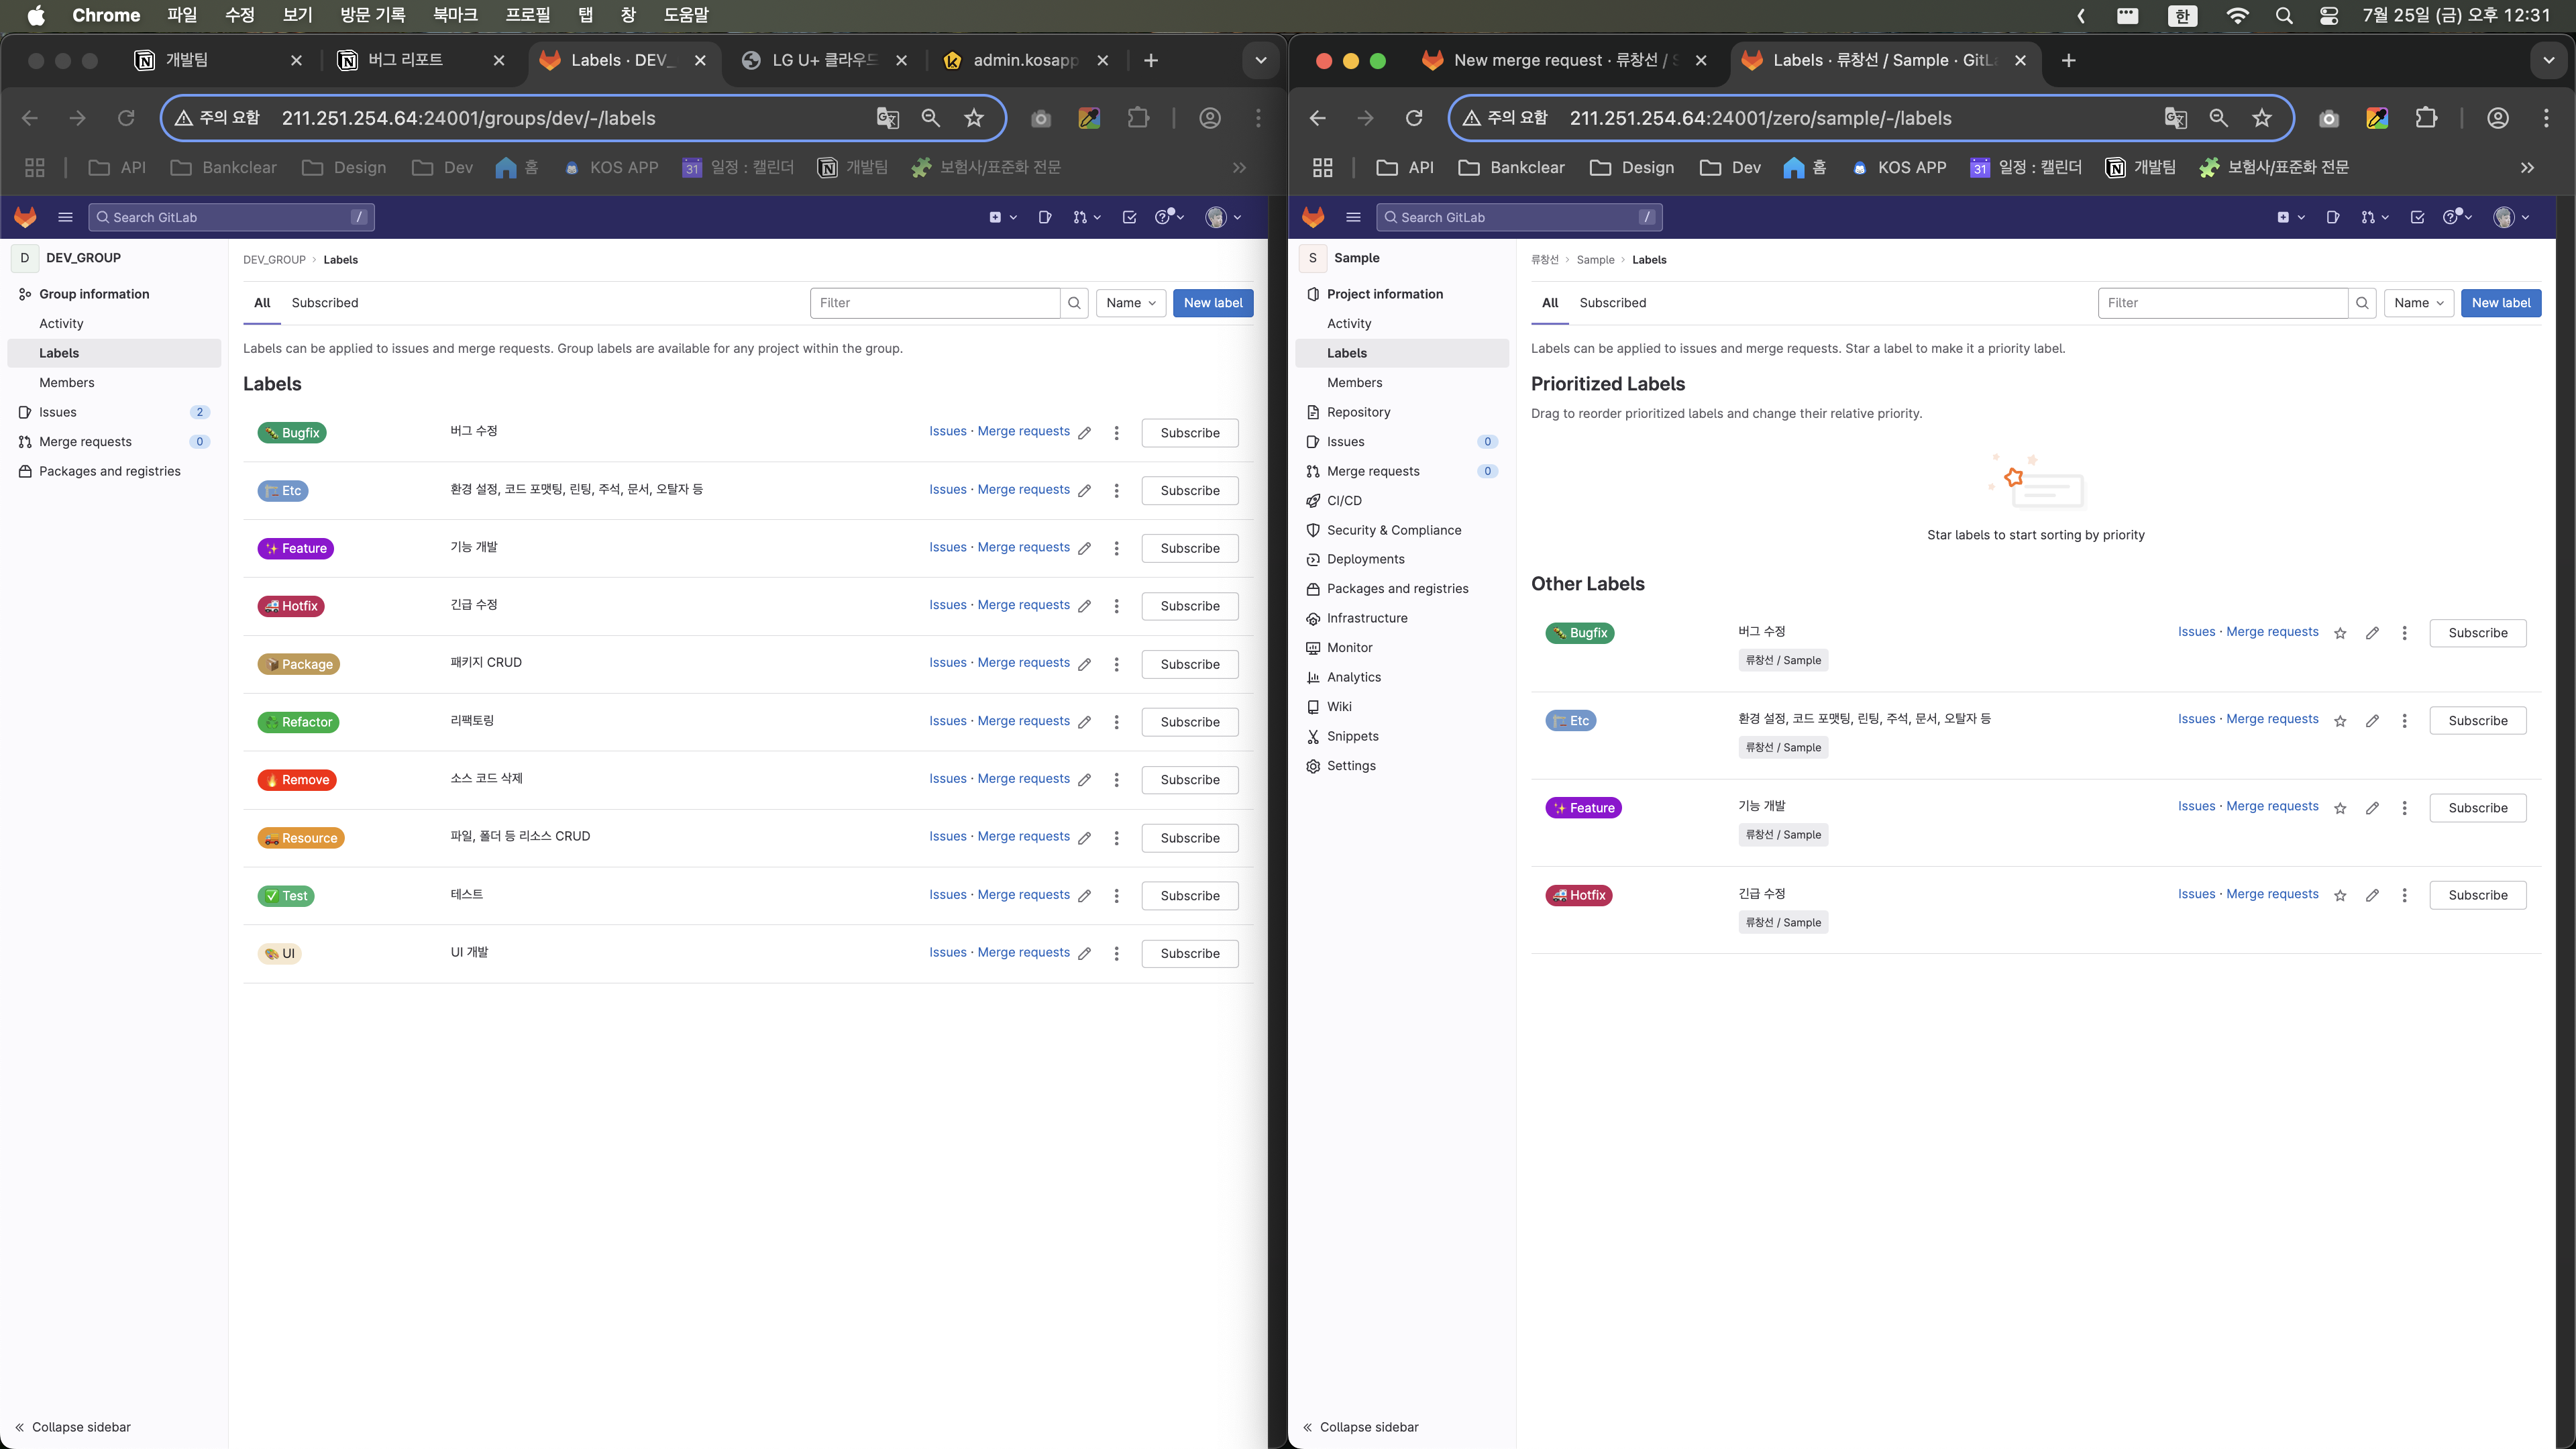 Chrome 파일 수정 보기 방문 기록 북마크 프로필 탭 창 도움말 한 7월 25일 (금) 오후 12:31
개발팀 버그 리포트 Labels · DEV_ LG U+ 클라우드 admin.kosapp
주의 요함 211.251.254.64:24001/groups/dev/-/labels
API Bankclear Design Dev 홈 KOS APP 31 일정 : 캘린더 개발팀 보험사/표준화 전문
Search GitLab /
D DEV_GROUP
Group information
Activity
Labels
Members
Issues 2
Merge requests 0
Packages and registries
Collapse sidebar
DEV_GROUP › Labels
All Subscribed Filter Name New label
Labels can be applied to issues and merge requests. Group labels are available for any project within the group.
Labels
Bugfix 버그 수정 Issues · Merge requests Subscribe
Etc 환경 설정, 코드 포맷팅, 린팅, 주석, 문서, 오탈자 등 Issues · Merge requests Subscribe
Feature 기능 개발 Issues · Merge requests Subscribe
Hotfix 긴급 수정 Issues · Merge requests Subscribe
Package 패키지 CRUD Issues · Merge requests Subscribe
Refactor 리팩토링 Issues · Merge requests Subscribe
Remove 소스 코드 삭제 Issues · Merge requests Subscribe
Resource 파일, 폴더 등 리소스 CRUD Issues · Merge requests Subscribe
Test 테스트 Issues · Merge requests Subscribe
UI UI 개발 Issues · Merge requests Subscribe
New merge request · 류창선 / S Labels · 류창선 / Sample · GitLa
주의 요함 211.251.254.64:24001/zero/sample/-/labels
API Bankclear Design Dev 홈 KOS APP 31 일정 : 캘린더 개발팀 보험사/표준화 전문
Search GitLab /
S Sample
Project information
Activity
Labels
Members
Repository
Issues 0
Merge requests 0
CI/CD
Security & Compliance
Deployments
Packages and registries
Infrastructure
Monitor
Analytics
Wiki
Snippets
Settings
Collapse sidebar
류창선 › Sample › Labels
All Subscribed Filter Name New label
Labels can be applied to issues and merge requests. Star a label to make it a priority label.
Prioritized Labels
Drag to reorder prioritized labels and change their relative priority.
Star labels to start sorting by priority
Other Labels
Bugfix 버그 수정 Issues · Merge requests Subscribe
류창선 / Sample
Etc 환경 설정, 코드 포맷팅, 린팅, 주석, 문서, 오탈자 등 Issues · Merge requests Subscribe
류창선 / Sample
Feature 기능 개발 Issues · Merge requests Subscribe
류창선 / Sample
Hotfix 긴급 수정 Issues · Merge requests Subscribe
류창선 / Sample